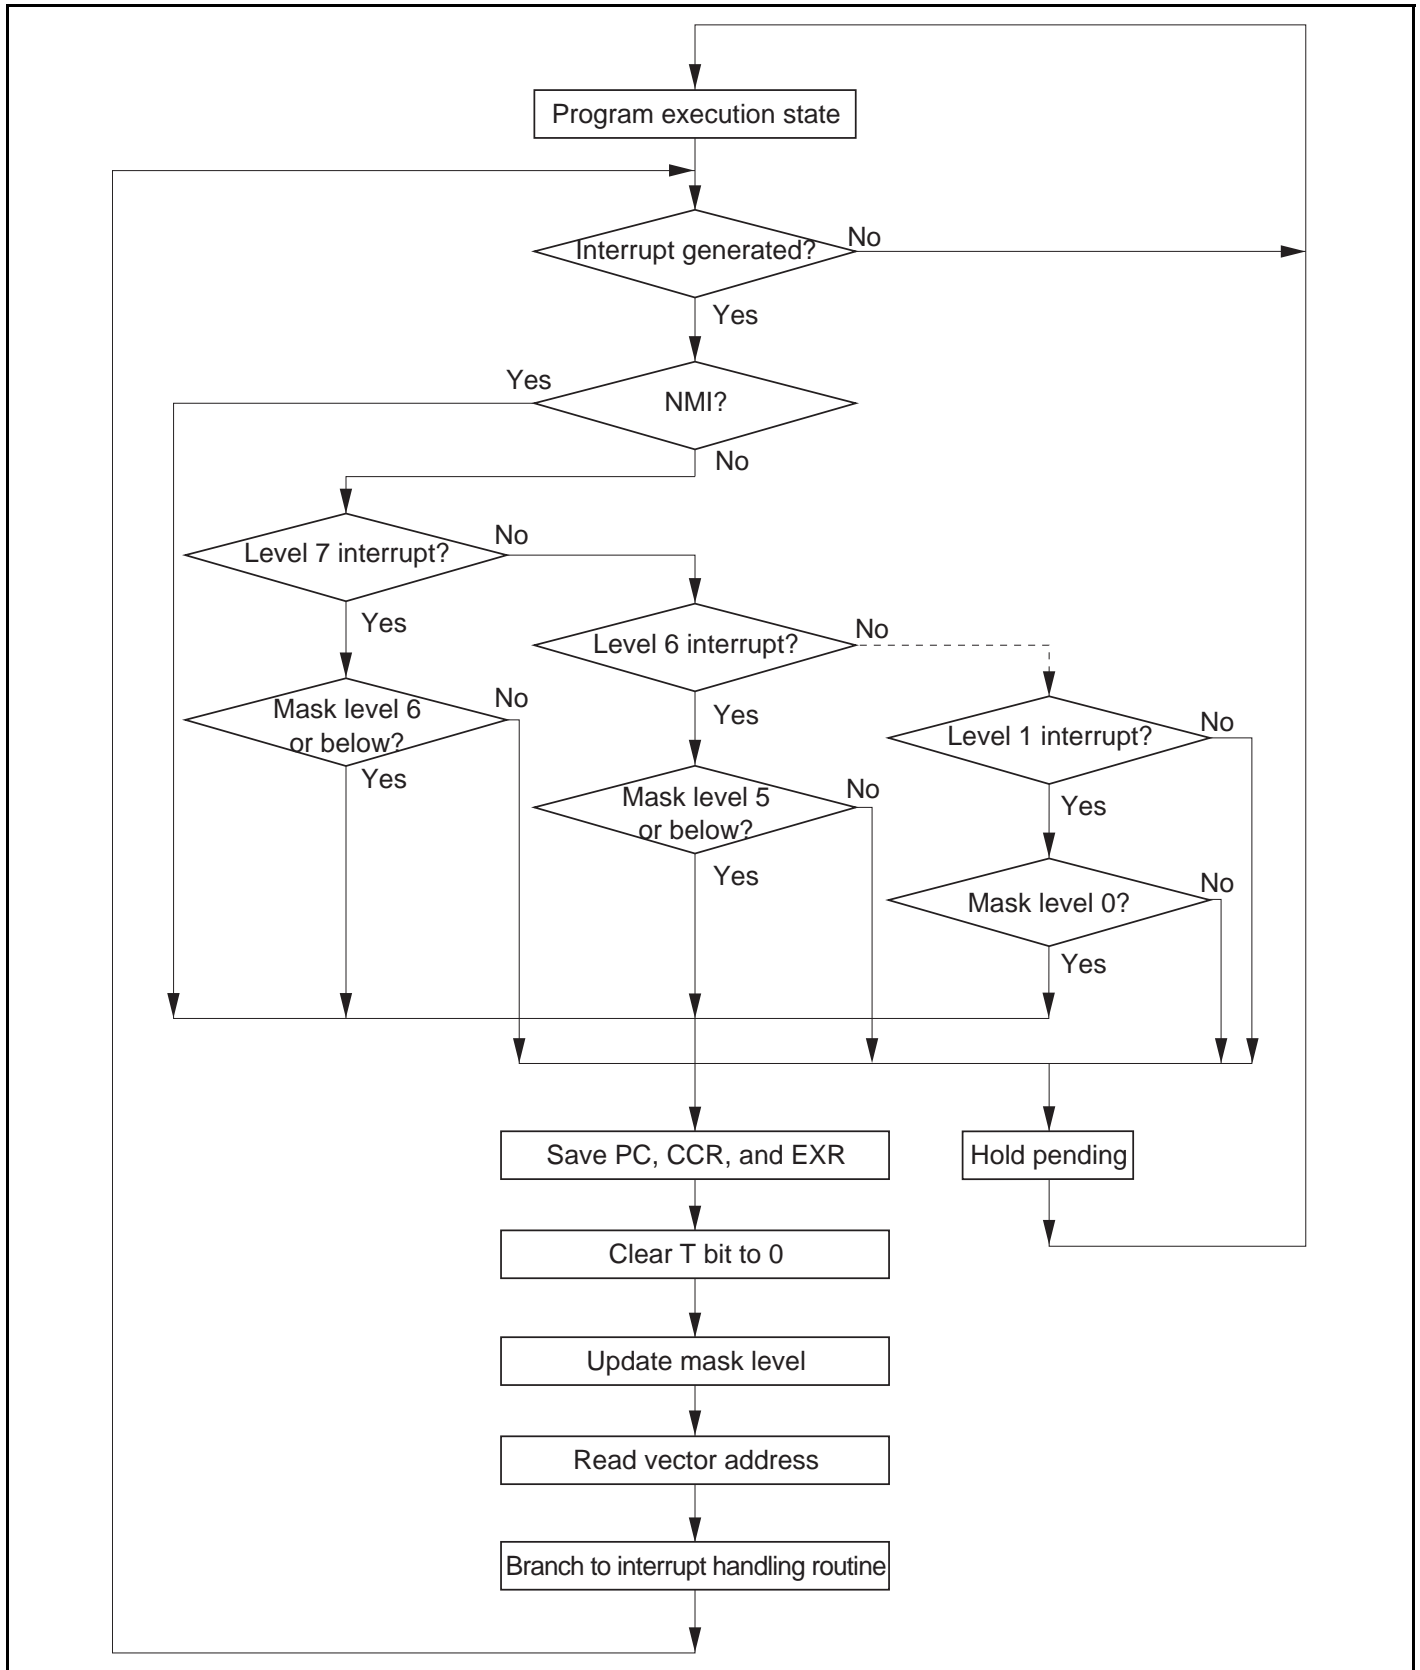 Program execution state
Interrupt generated?
No
Yes
Yes
NMI?
No
Level 7 interrupt?
No
Yes
Level 6 interrupt?
No
Mask level 6
or below?
No
Yes
Yes
Level 1 interrupt?
No
Mask level 5
or below?
No
Yes
Yes
Mask level 0?
No
Yes
Save PC, CCR, and EXR
Hold pending
Clear T bit to 0
Update mask level
Read vector address
Branch to interrupt handling routine